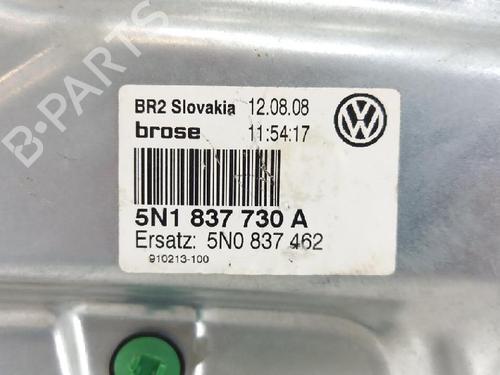 B-PARTS
BR2 Slovakia 12.08.08
brose 11:54:17
5N1 837 730 A
Ersatz: 5N0 837 462
910213-100